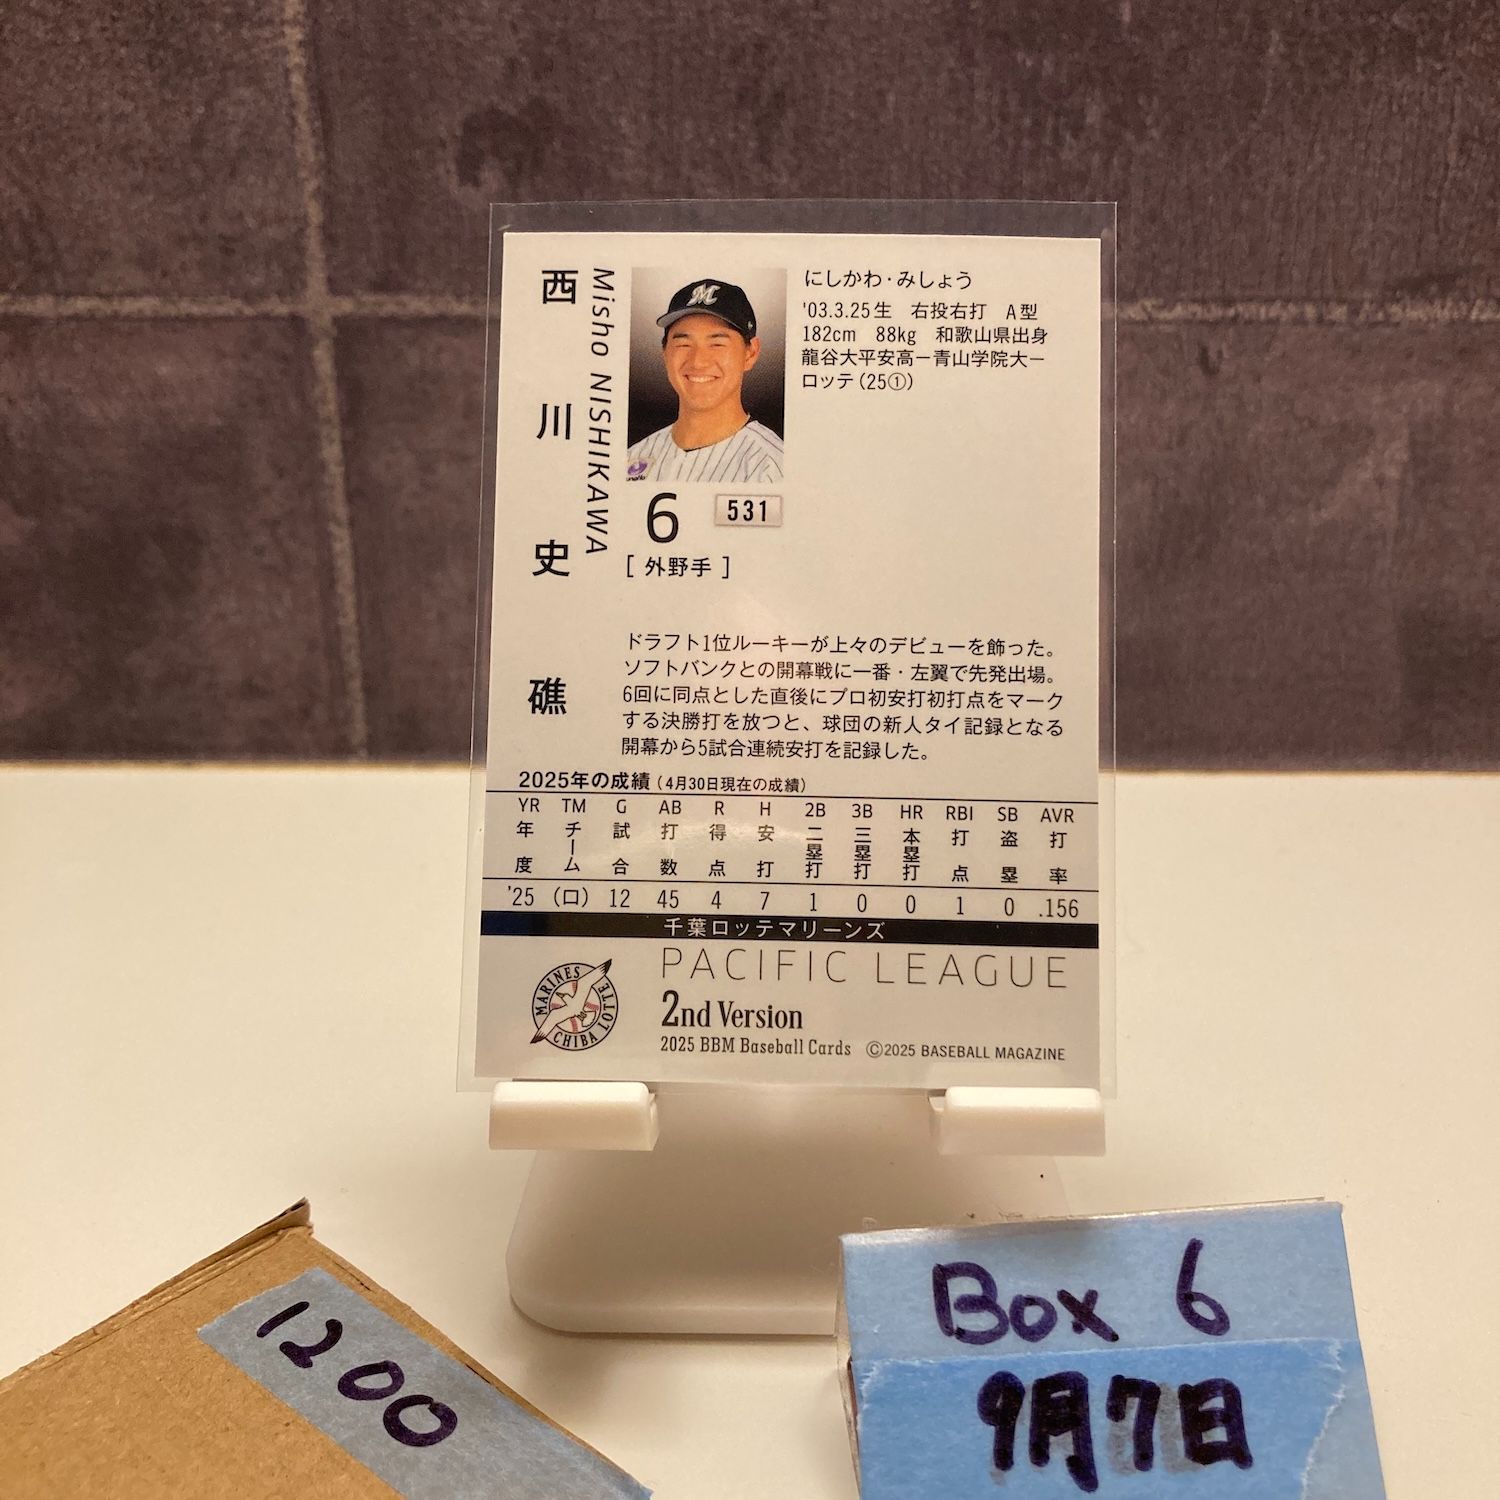 西川史礁
Misho NISHIKAWA
M
にしかわ・みしょう
'03.3.25生 右投右打 A型
182cm 88kg 和歌山県出身
龍谷大平安高ー青山学院大ー
ロッテ(25①)
6
531
[ 外野手 ]
ドラフト1位ルーキーが上々のデビューを飾った。
ソフトバンクとの開幕戦に一番・左翼で先発出場。
6回に同点とした直後にプロ初安打初打点をマーク
する決勝打を放つと、球団の新人タイ記録となる
開幕から5試合連続安打を記録した。
2025年の成績(4月30日現在の成績)
YR TM G AB R H 2B 3B HR RBI SB AVR
年度 チーム 試合 打数 得点 安打 二塁打 三塁打 本塁打 打点 盗塁 打率
'25 (ロ) 12 45 4 7 1 0 0 1 0 .156
千葉ロッテマリーンズ
MARINES
CHIBA LOTTE
PACIFIC LEAGUE
2nd Version
2025 BBM Baseball Cards ©2025 BASEBALL MAGAZINE
1200
Box 6
9月7日